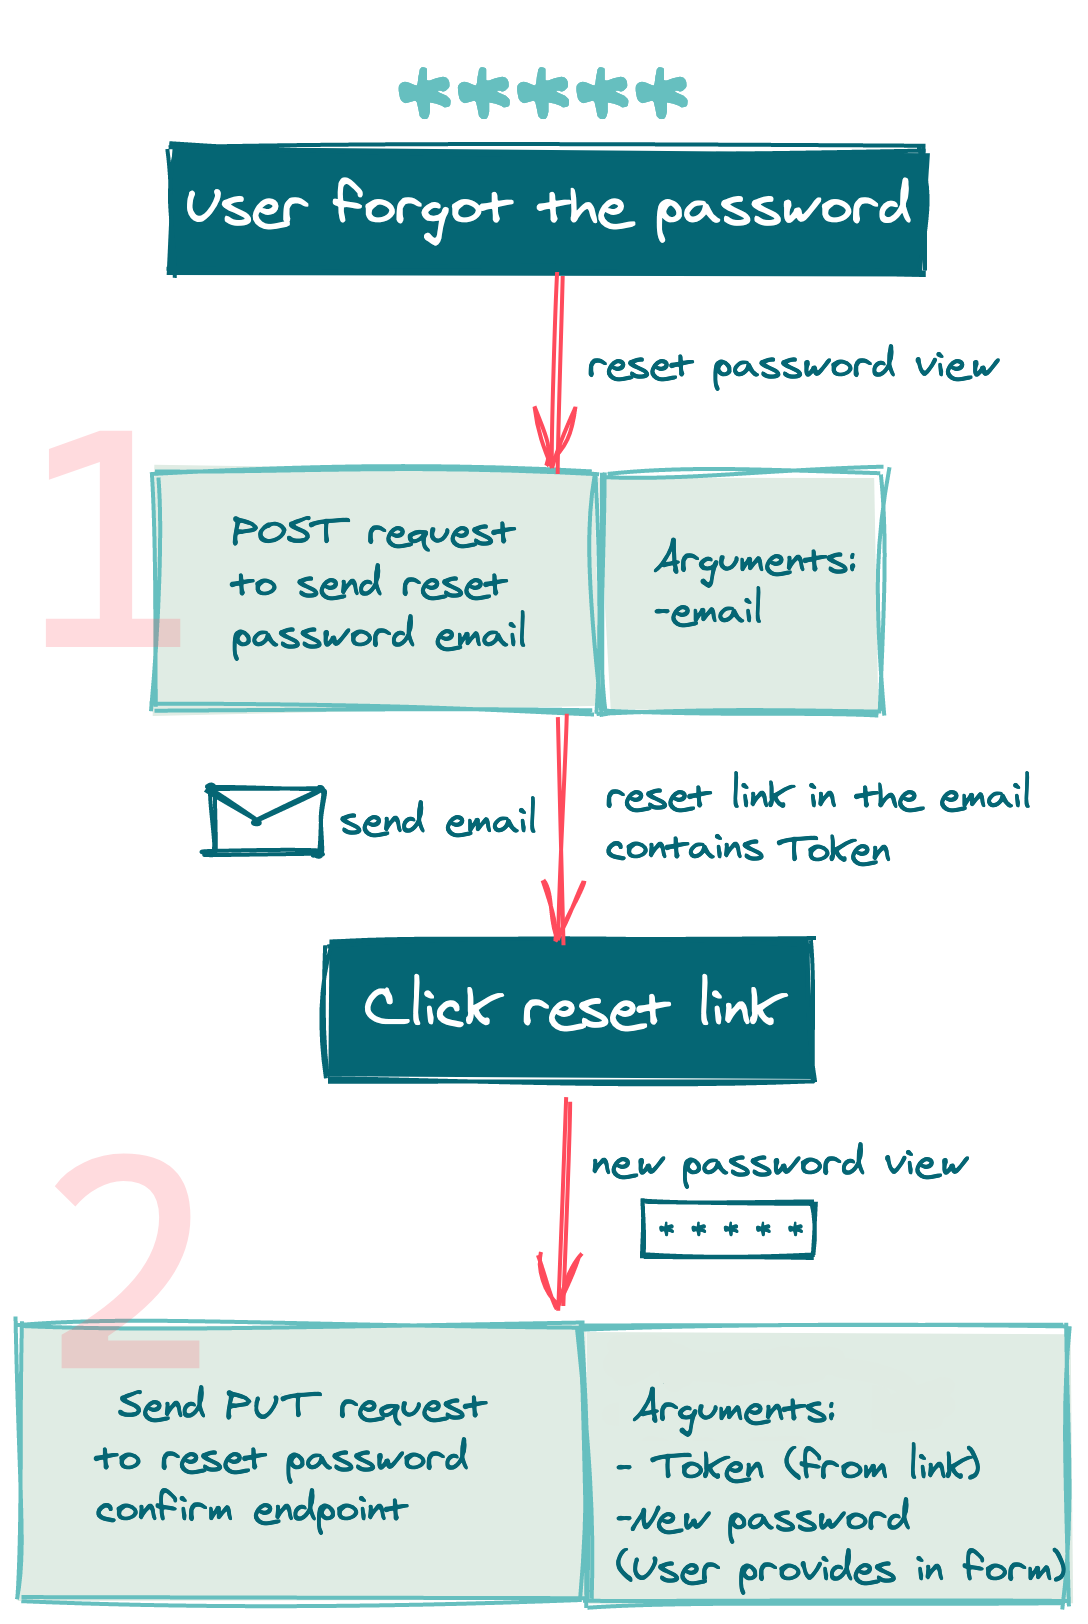 *****
User forgot the password
reset password view
1
POST request
to send reset
password email
Arguments:
-email
send email
reset link in the email
contains Token
Click reset link
new password view
* * * * *
2
Send PUT request
to reset password
confirm endpoint
Arguments:
- Token (from link)
-New password
(User provides in form)